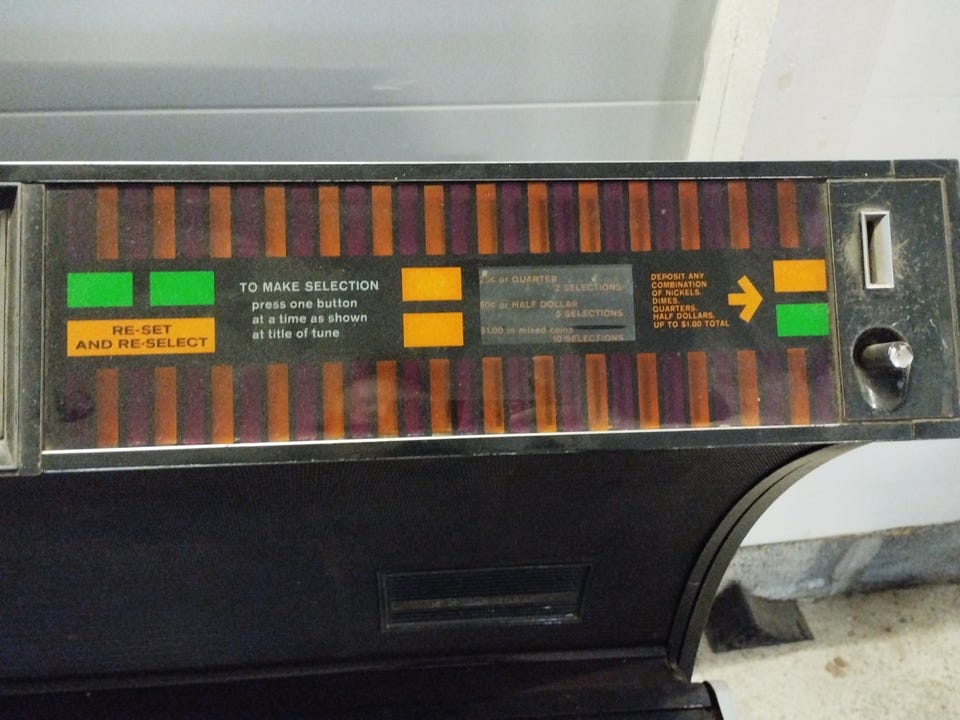 RE-SET
AND RE-SELECT
TO MAKE SELECTION
press one button
at a time as shown
at title of tune
25¢ or QUARTER
2 SELECTIONS
50¢ or HALF DOLLAR
5 SELECTIONS
$1.00 in mixed coins
10 SELECTIONS
DEPOSIT ANY
COMBINATION
OF NICKELS,
DIMES,
QUARTERS,
HALF DOLLARS,
UP TO $1.00 TOTAL